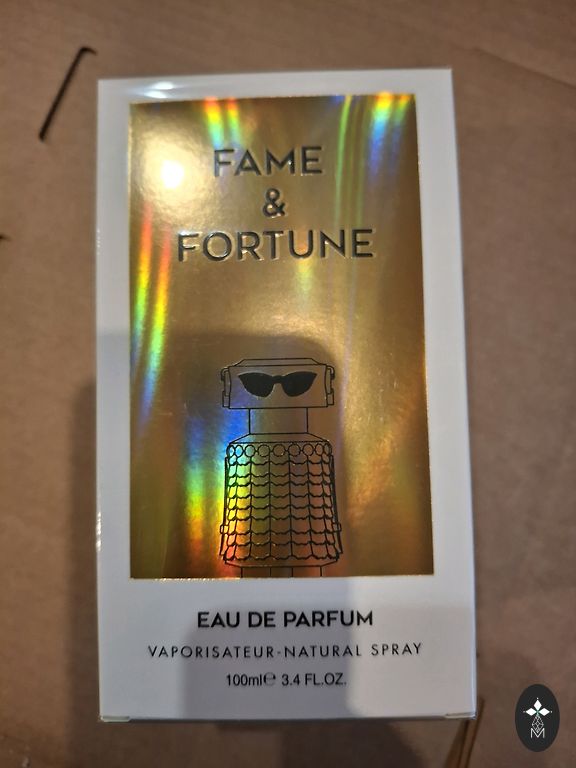 FAME
&
FORTUNE
EAU DE PARFUM
VAPORISATEUR-NATURAL SPRAY
100ml℮ 3.4 FL.OZ.
M